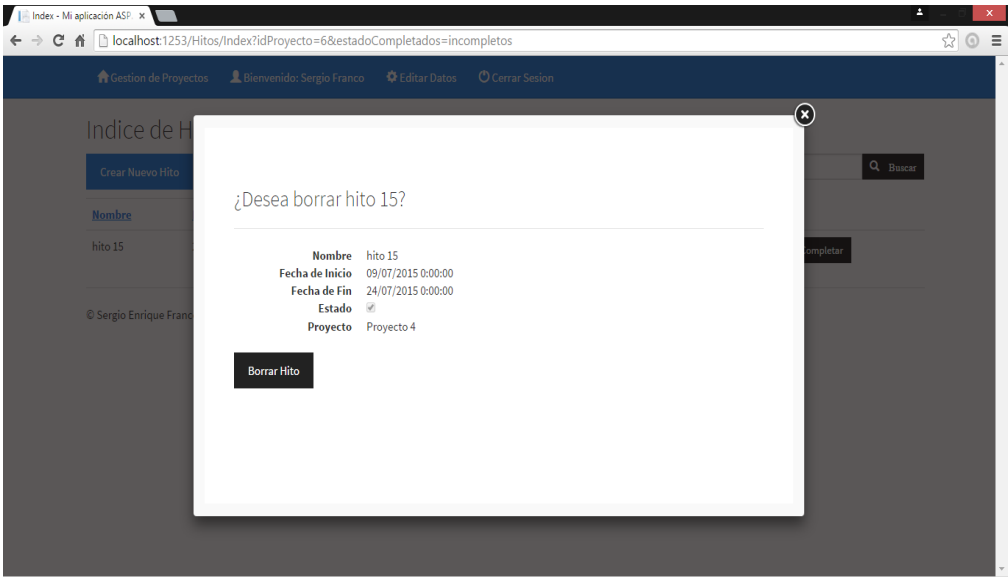 Index - Mi aplicación ASP.
localhost:1253/Hitos/Index?idProyecto=6&estadoCompletados=incompletos
Gestion de Proyectos Bienvenido: Sergio Franco Editar Datos Cerrar Sesion
Indice de H
Crear Nuevo Hito
Buscar
Nombre
hito 15
ompletar
© Sergio Enrique Franc
¿Desea borrar hito 15?
Nombre hito 15
Fecha de Inicio 09/07/2015 0:00:00
Fecha de Fin 24/07/2015 0:00:00
Estado
Proyecto Proyecto 4
Borrar Hito